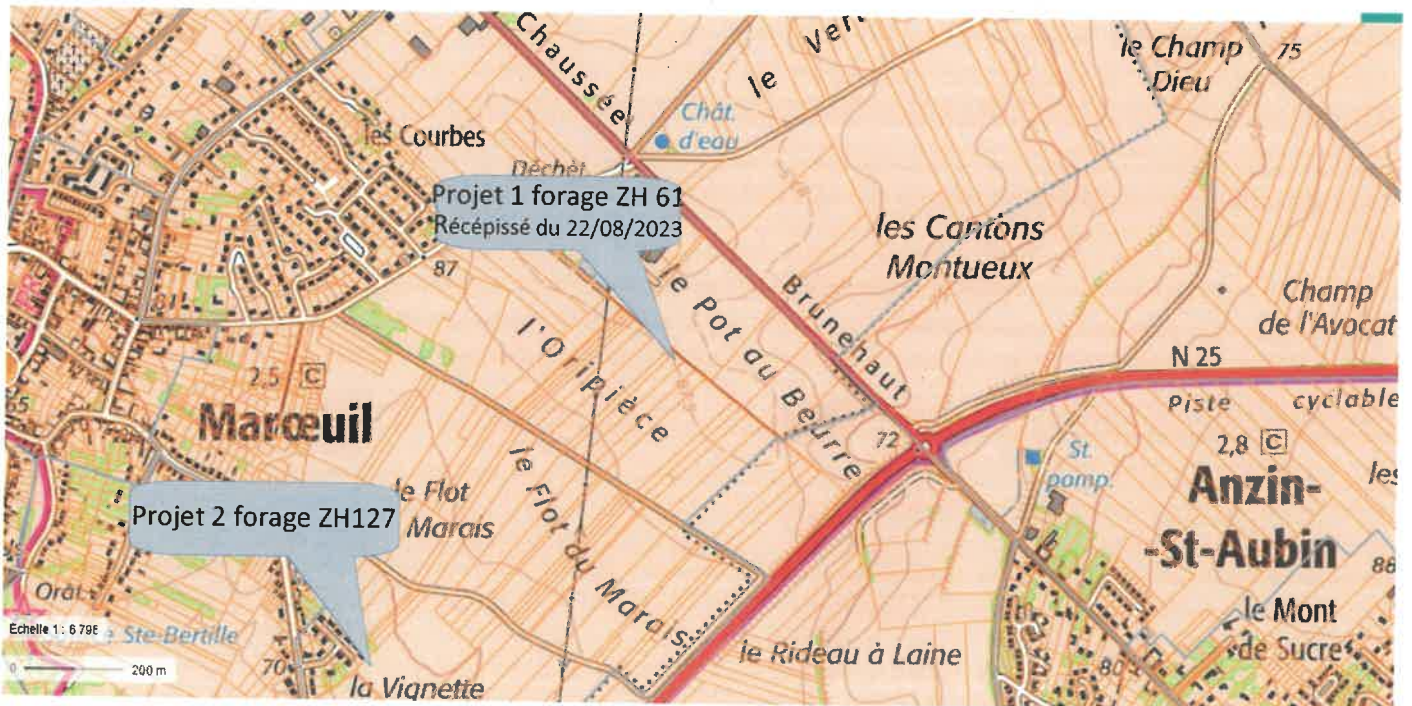 Chaussée
le Ver
le Champ
Dieu
75
Chât.
d'eau
les Courbes
Déchèt.
Projet 1 forage ZH 61
Récépissé du 22/08/2023
87
81
les Cantons
Montueux
Brunehaut
le Pot au Beurre
l'Oripièce
Champ
de l'Avocat
N 25
Piste cyclable
2,5 C
Marœuil
72
St.
pomp.
2,8 C
les
Anzin-
-St-Aubin
88
le Flot
Marais
le Flot du Marais
Projet 2 forage ZH127
Orat.
Echelle 1 : 6 795
Ste-Bertille
0 200 m
70
la Vignette
le Rideau à Laine
80
le Mont
de Sucre